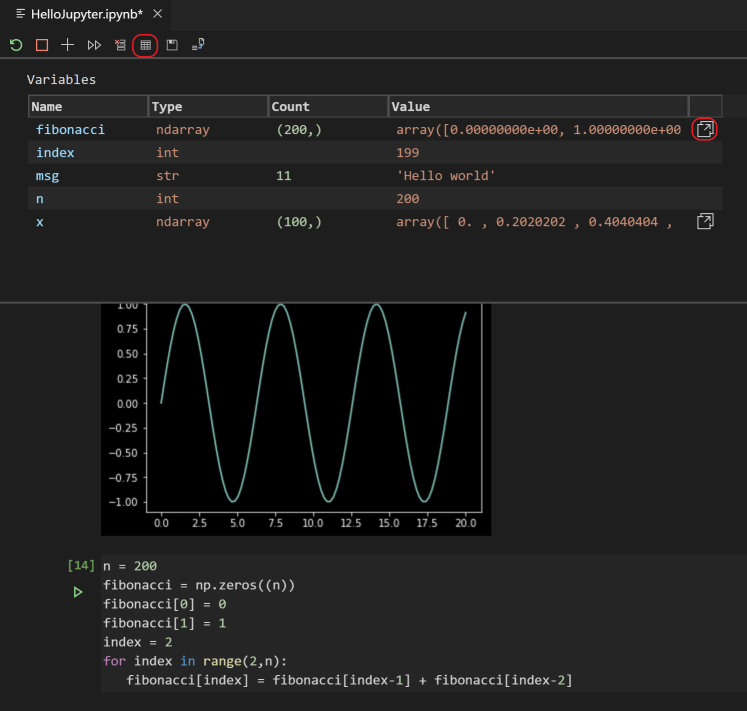 HelloJupyter.ipynb*
Variables
Name Type Count Value
fibonacci ndarray (200,) array([0.00000000e+00, 1.00000000e+00
index int 199
msg str 11 'Hello world'
n int 200
x ndarray (100,) array([ 0. , 0.2020202 , 0.4040404 ,
1.00
0.75
0.50
0.25
0.00
−0.25
−0.50
−0.75
−1.00
0.0 2.5 5.0 7.5 10.0 12.5 15.0 17.5 20.0
[14] n = 200
fibonacci = np.zeros((n))
fibonacci[0] = 0
fibonacci[1] = 1
index = 2
for index in range(2,n):
fibonacci[index] = fibonacci[index-1] + fibonacci[index-2]